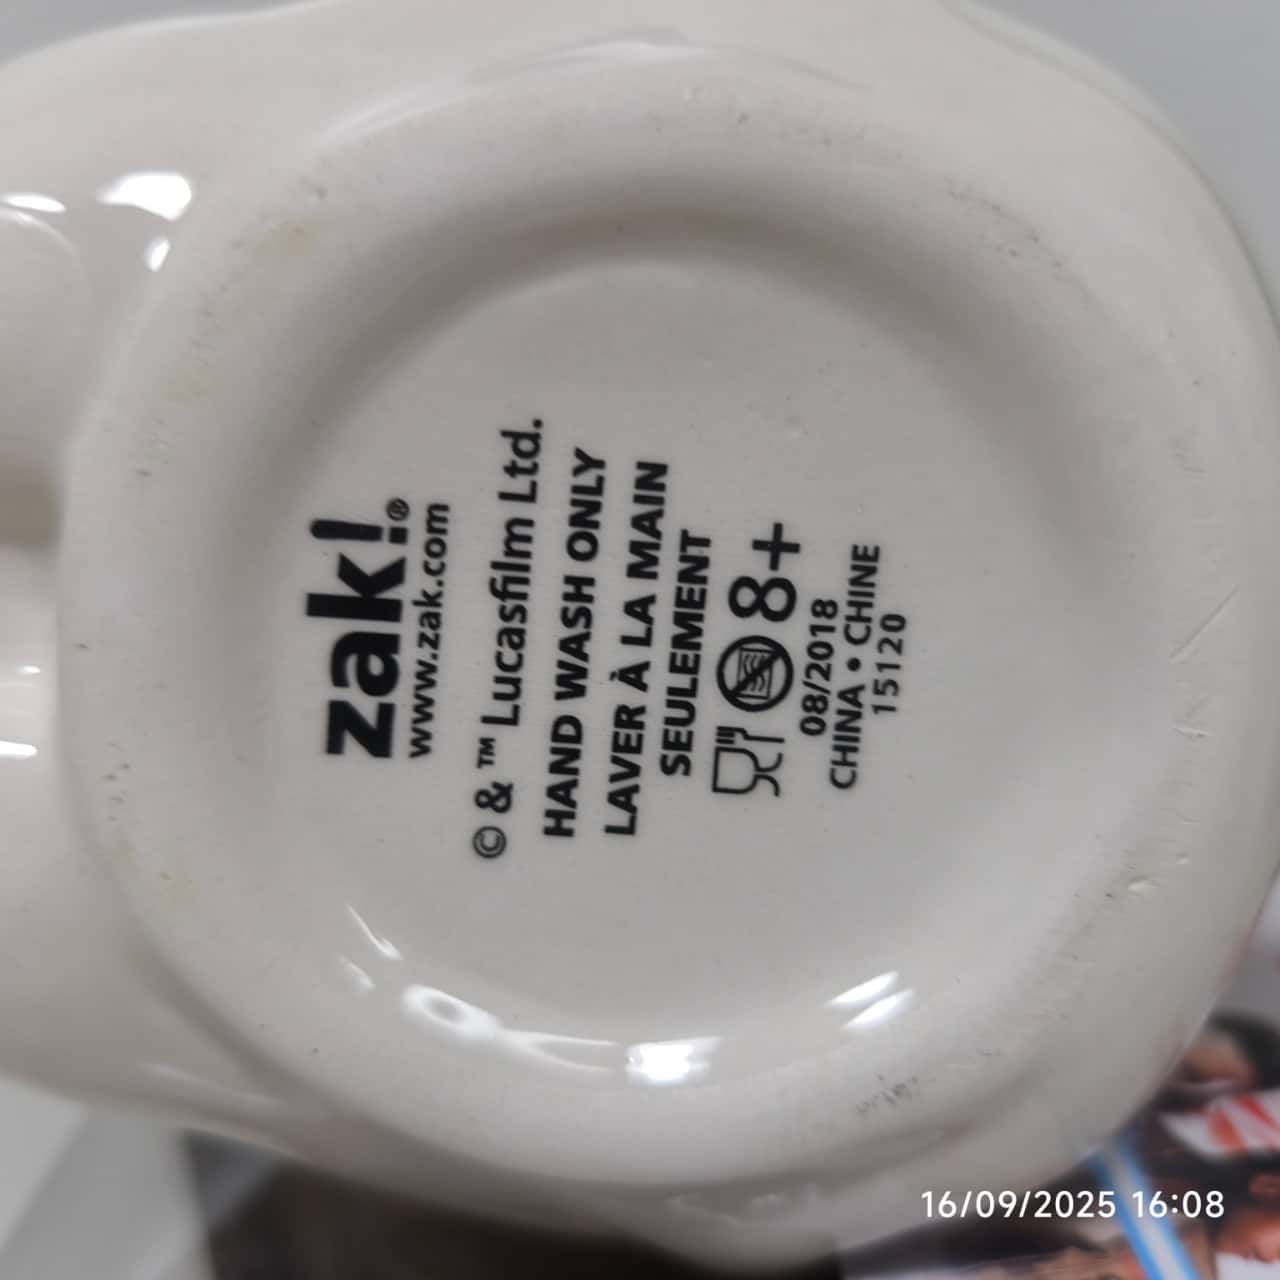 zak!®
www.zak.com
© & ™ Lucasfilm Ltd.
HAND WASH ONLY
LAVER À LA MAIN
SEULEMENT
8+
08/2018
CHINA • CHINE
15120
16/09/2025 16:08